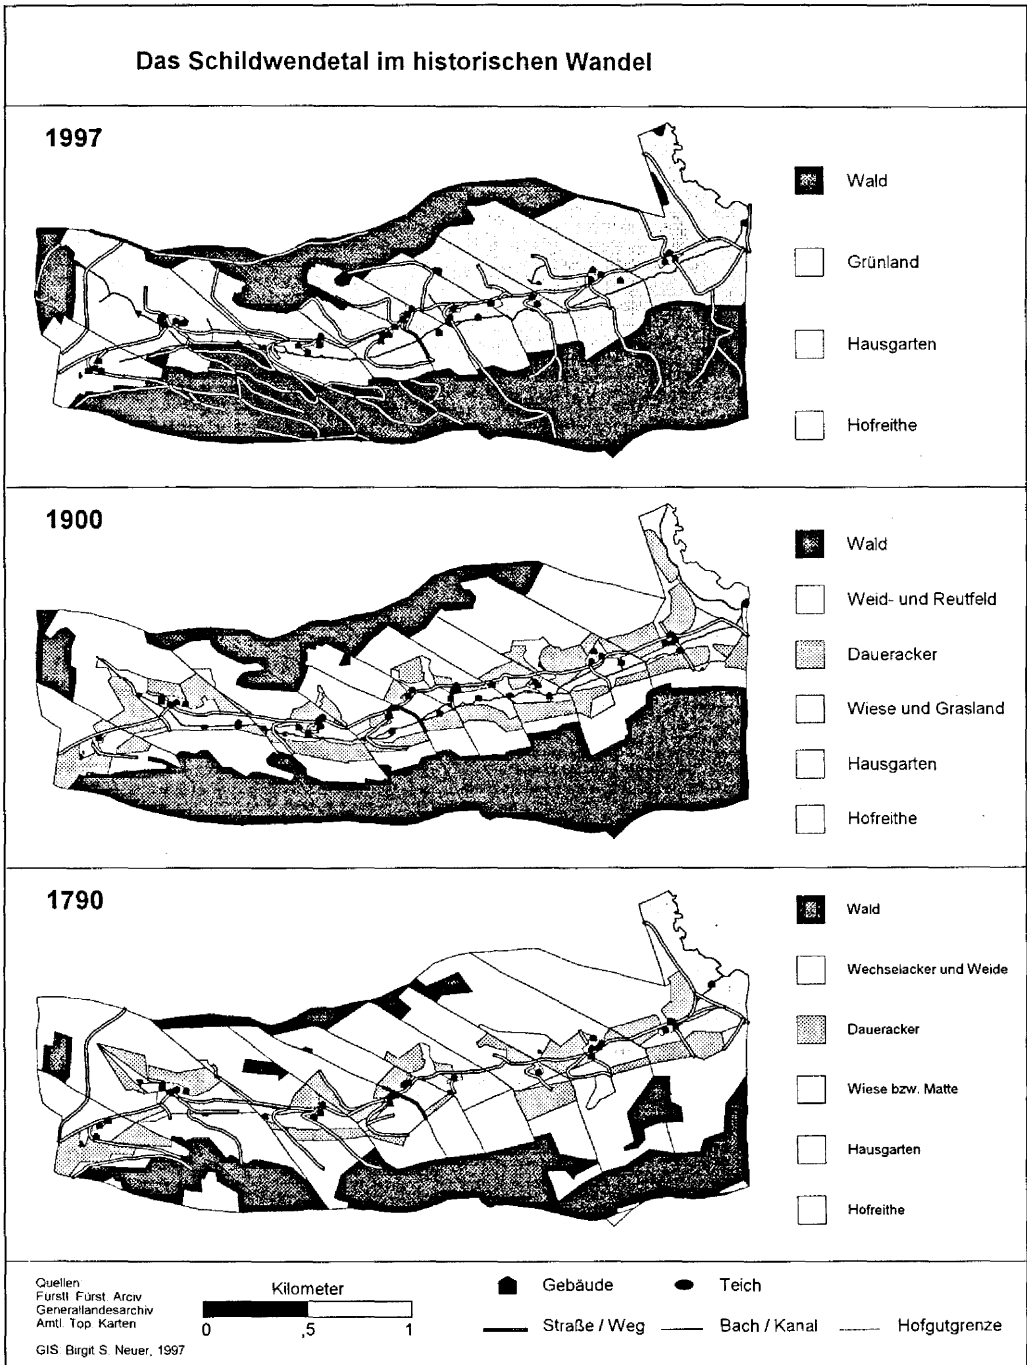 Das Schildwendetal im historischen Wandel
1997
Wald
Grünland
Hausgarten
Hofreithe
1900
Wald
Weid- und Reutfeld
Daueracker
Wiese und Grasland
Hausgarten
Hofreithe
1790
Wald
Wechselacker und Weide
Daueracker
Wiese bzw. Matte
Hausgarten
Hofreithe
Quellen
Fürstl. Fürst. Arciv
Generallandesarchiv
Amtl. Top. Karten
GIS: Birgit S. Neuer, 1997
Kilometer
0 ,5 1
Gebäude
Teich
Straße / Weg
Bach / Kanal
Hofgutgrenze